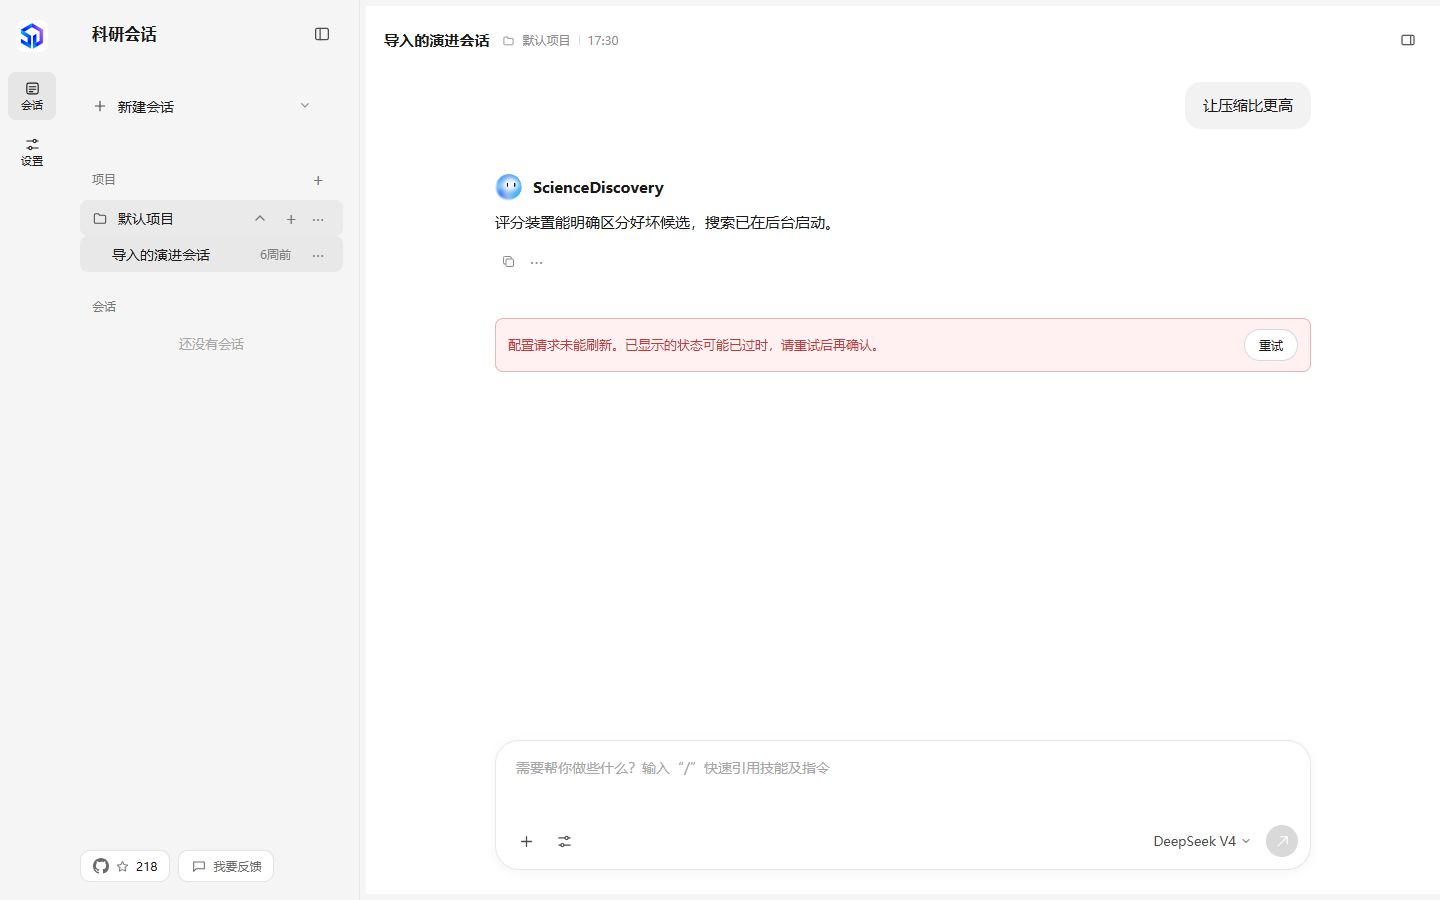 科研会话
会话
设置
新建会话
项目
默认项目
导入的演进会话 6周前
会话
还没有会话
218
我要反馈
导入的演进会话 默认项目 17:30
让压缩比更高
ScienceDiscovery
评分装置能明确区分好坏候选，搜索已在后台启动。
配置请求未能刷新。已显示的状态可能已过时，请重试后再确认。 重试
需要帮你做些什么？输入“/”快速引用技能及指令
DeepSeek V4